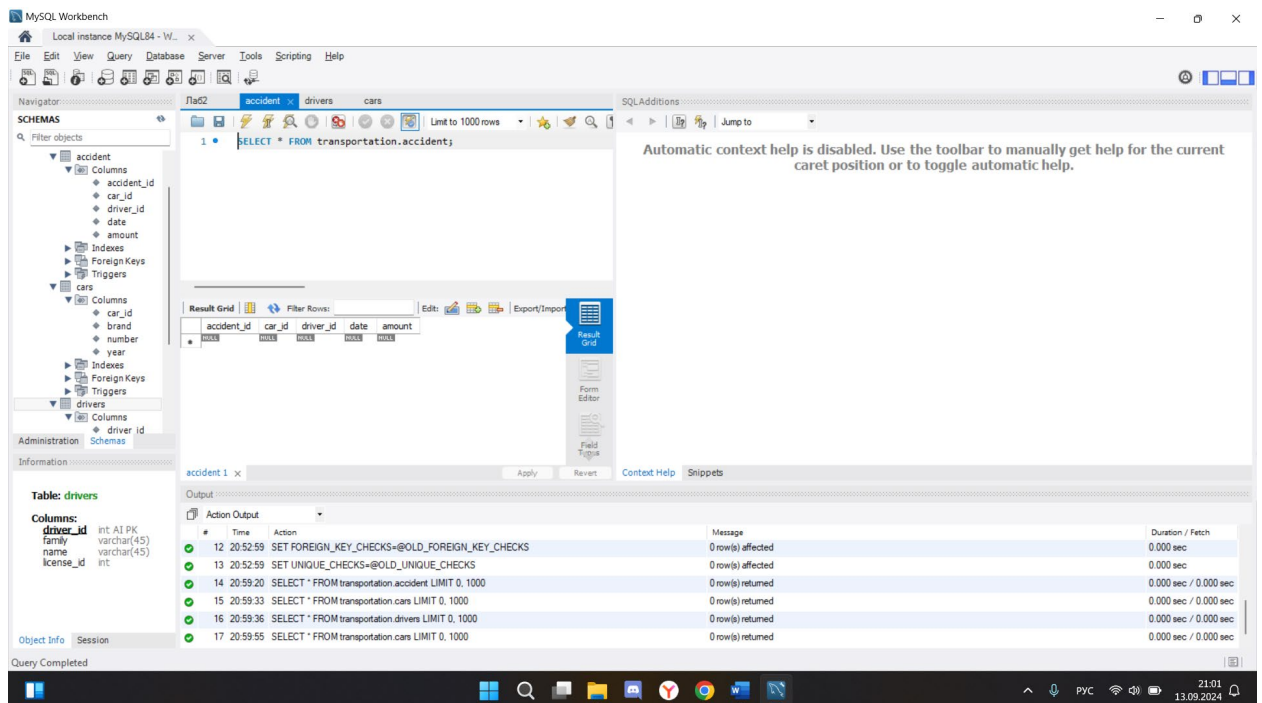 MySQL Workbench
Local instance MySQL84 - W...
File Edit View Query Database Server Tools Scripting Help
Navigator
SCHEMAS
Filter objects
accident
Columns
accident_id
car_id
driver_id
date
amount
Indexes
Foreign Keys
Triggers
cars
Columns
car_id
brand
number
year
Indexes
Foreign Keys
Triggers
drivers
Columns
driver_id
Administration Schemas
Information
Table: drivers
Columns:
driver_id int AI PK
family varchar(45)
name varchar(45)
license_id int
Object Info Session
Лаб2 accident drivers cars
Limit to 1000 rows
1 SELECT * FROM transportation.accident;
Result Grid Filter Rows: Edit: Export/Import
accident_id car_id driver_id date amount
NULL NULL NULL NULL NULL
Result Grid
Form Editor
Field Types
accident 1 Apply Revert
SQLAdditions
Jump to
Automatic context help is disabled. Use the toolbar to manually get help for the current
caret position or to toggle automatic help.
Context Help Snippets
Output
Action Output
# Time Action Message Duration / Fetch
12 20:52:59 SET FOREIGN_KEY_CHECKS=@OLD_FOREIGN_KEY_CHECKS 0 row(s) affected 0.000 sec
13 20:52:59 SET UNIQUE_CHECKS=@OLD_UNIQUE_CHECKS 0 row(s) affected 0.000 sec
14 20:59:20 SELECT * FROM transportation.accident LIMIT 0, 1000 0 row(s) returned 0.000 sec / 0.000 sec
15 20:59:33 SELECT * FROM transportation.cars LIMIT 0, 1000 0 row(s) returned 0.000 sec / 0.000 sec
16 20:59:36 SELECT * FROM transportation.drivers LIMIT 0, 1000 0 row(s) returned 0.000 sec / 0.000 sec
17 20:59:55 SELECT * FROM transportation.cars LIMIT 0, 1000 0 row(s) returned 0.000 sec / 0.000 sec
Query Completed
РУС
21:01
13.09.2024